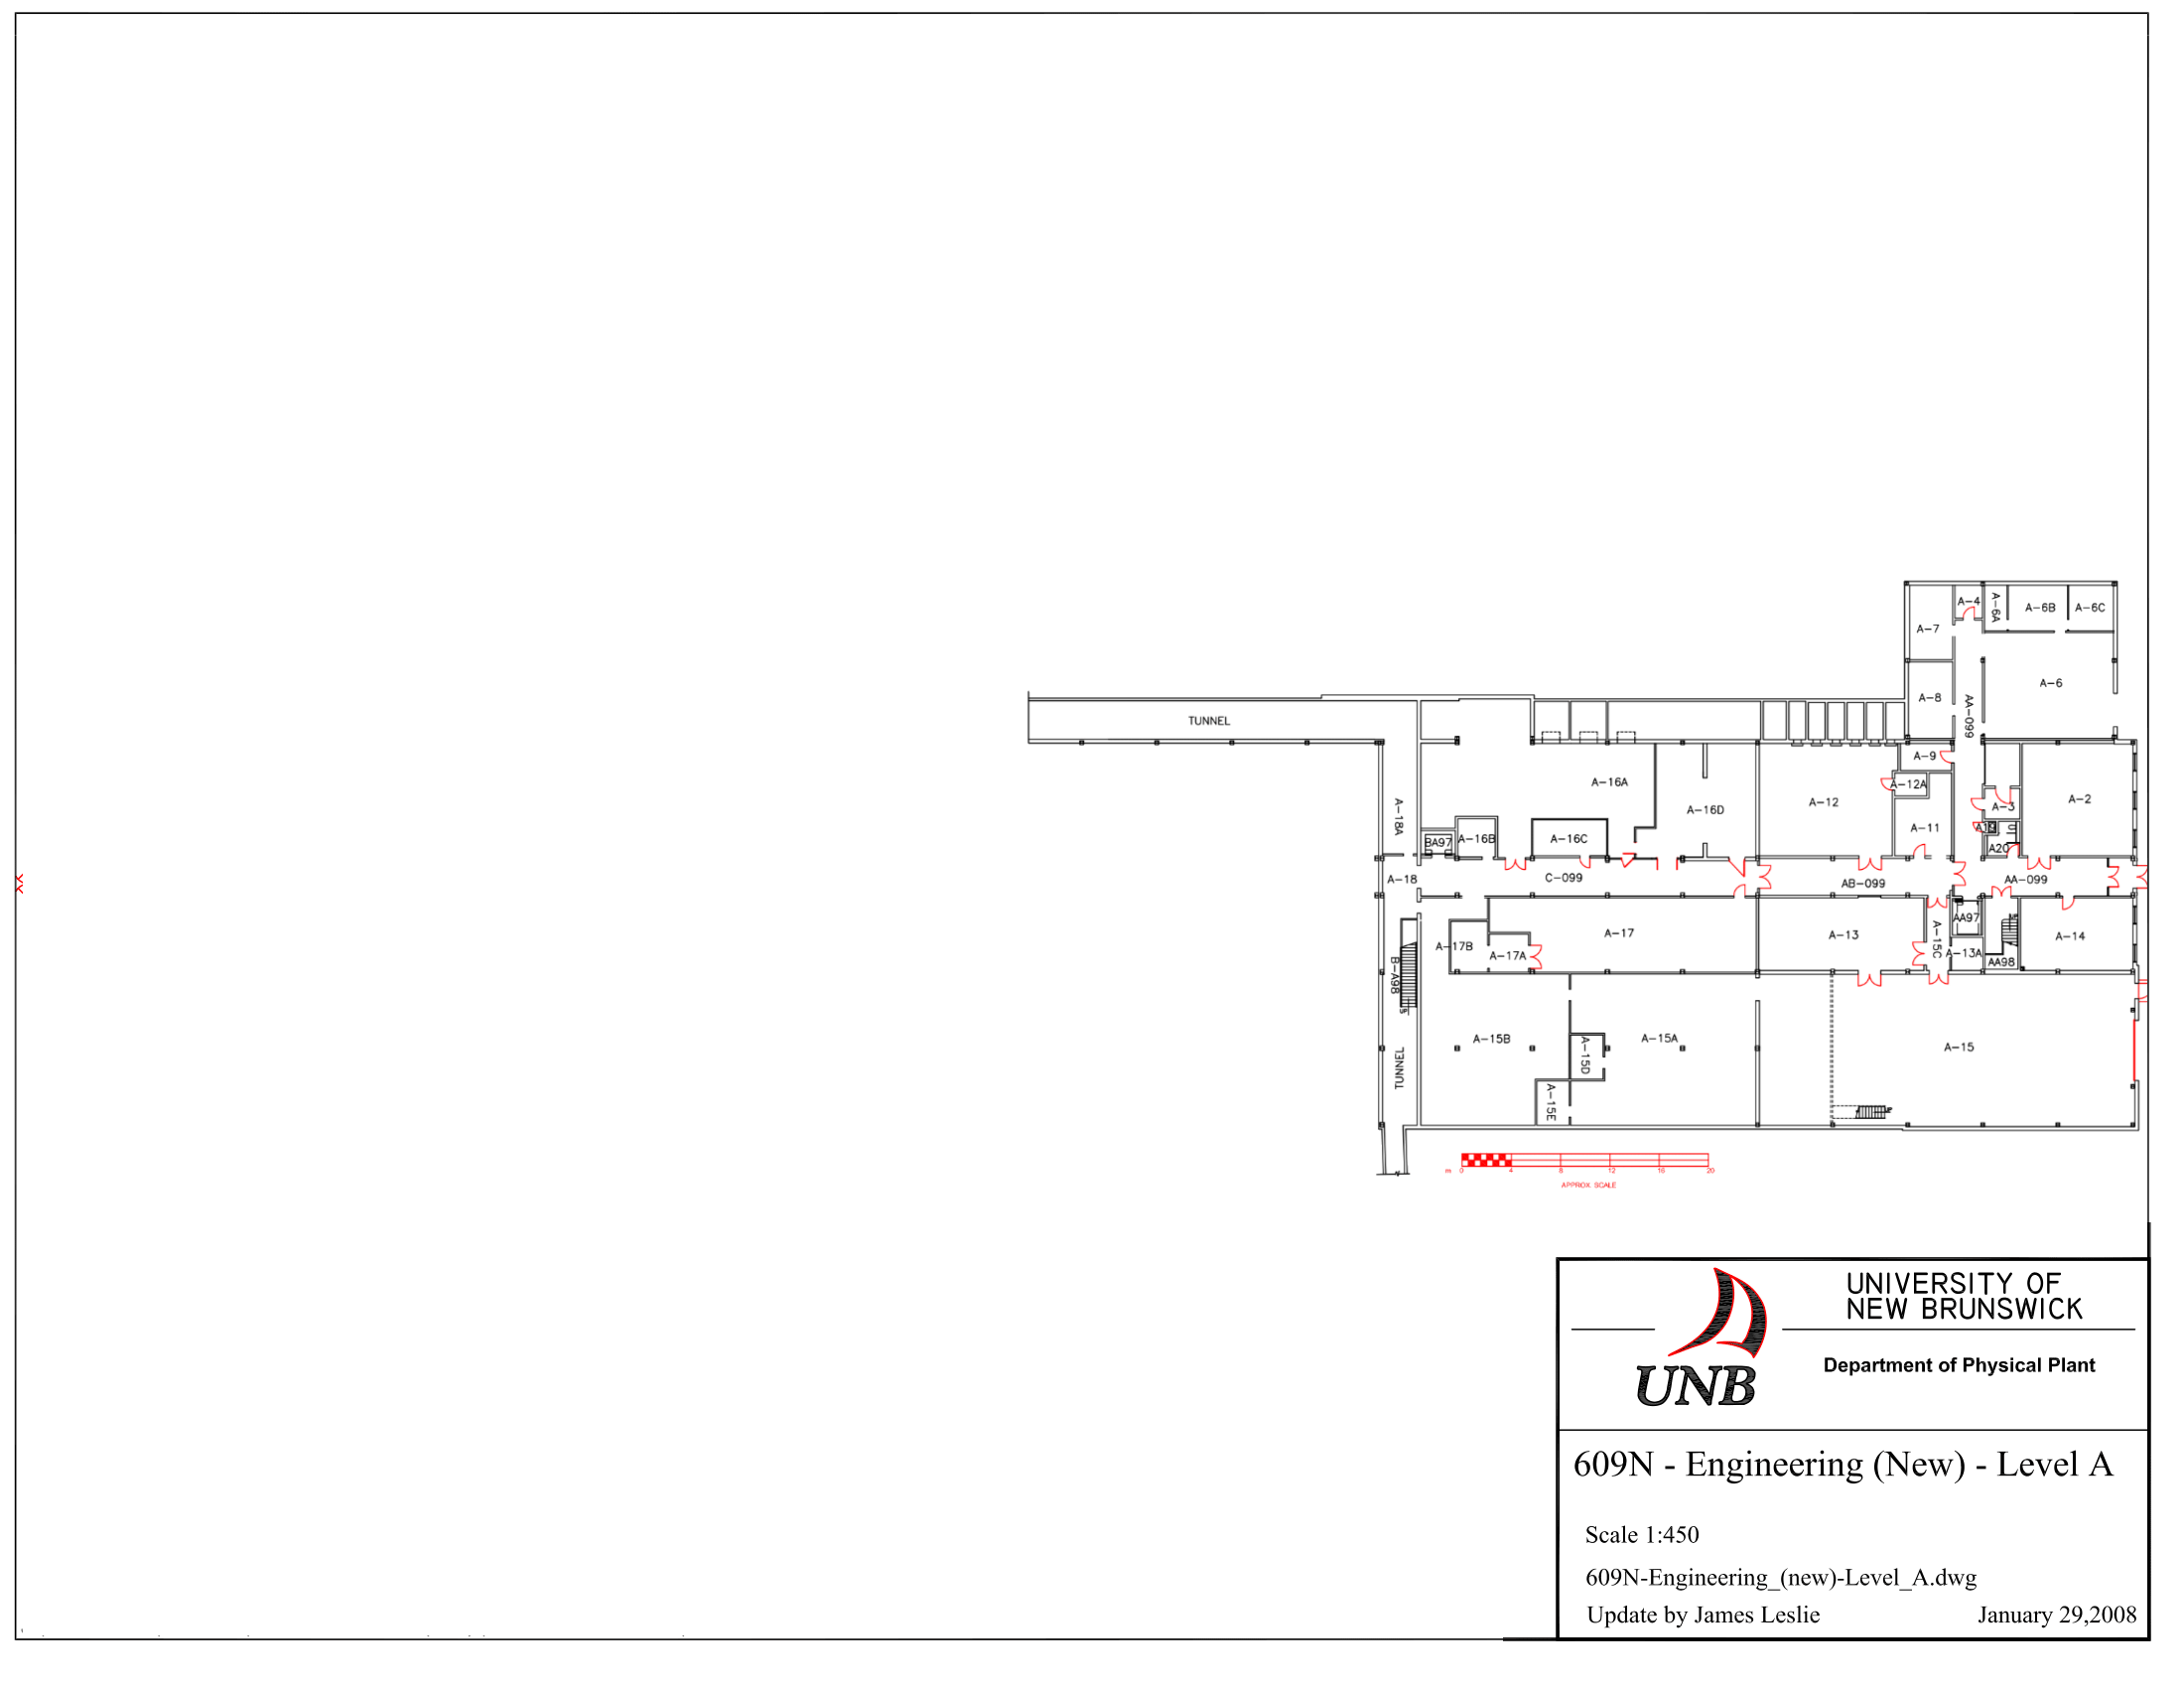 A-4
A-6A
A-6B
A-6C
A-7
A-6
A-8
AA-099
TUNNEL
A-9
A-16A
A-12A
A-12
A-16D
A-3
A-2
A-18A
A-11
BA97
A-16B
A-16C
A20
A-18
C-099
AB-099
AA-099
AA97
A-17
A-13
A-15C
A-14
A-17B
A-17A
A-13A
AA98
B-A98
A-15B
A-15A
A-15D
A-15
TUNNEL
A-15E
m 0 4 8 12 16 20
APPROX SCALE
UNIVERSITY OF
NEW BRUNSWICK
Department of Physical Plant
UNB
609N - Engineering (New) - Level A
Scale 1:450
609N-Engineering_(new)-Level_A.dwg
Update by James Leslie January 29,2008